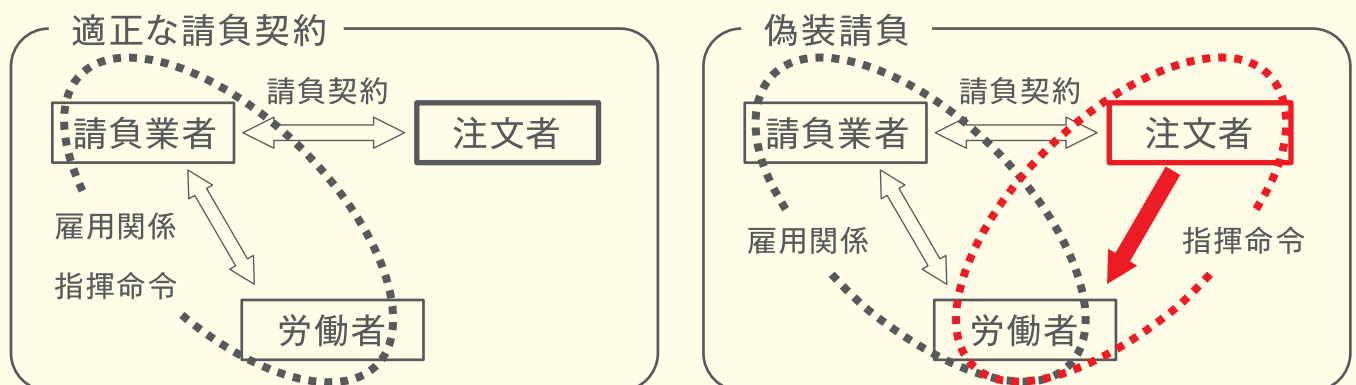 適正な請負契約
請負契約
請負業者
注文者
雇用関係
指揮命令
労働者
偽装請負
請負契約
請負業者
注文者
雇用関係
指揮命令
労働者